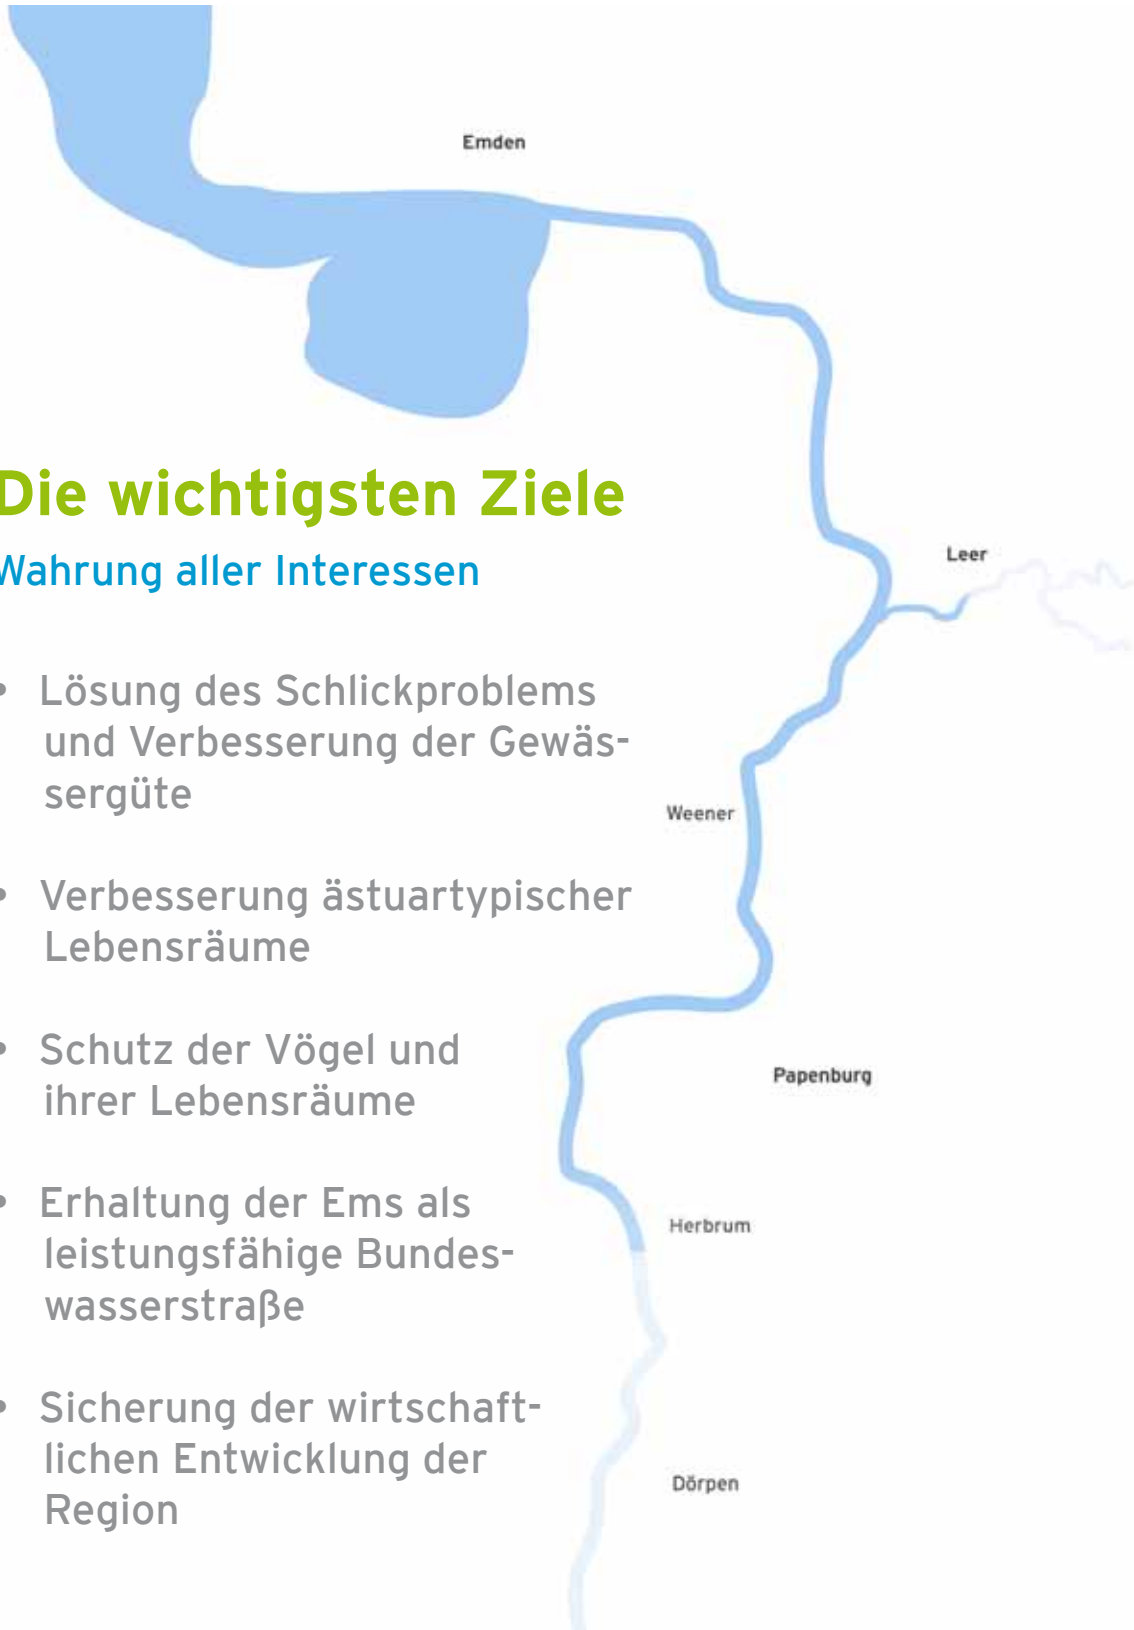 Emden
Die wichtigsten Ziele
Wahrung aller Interessen
Leer
• Lösung des Schlickproblems
und Verbesserung der Gewäs-
sergüte
Weener
• Verbesserung ästuartypischer
Lebensräume
• Schutz der Vögel und
ihrer Lebensräume
Papenburg
• Erhaltung der Ems als
leistungsfähige Bundes-
wasserstraße
Herbrum
• Sicherung der wirtschaft-
lichen Entwicklung der
Region
Dörpen